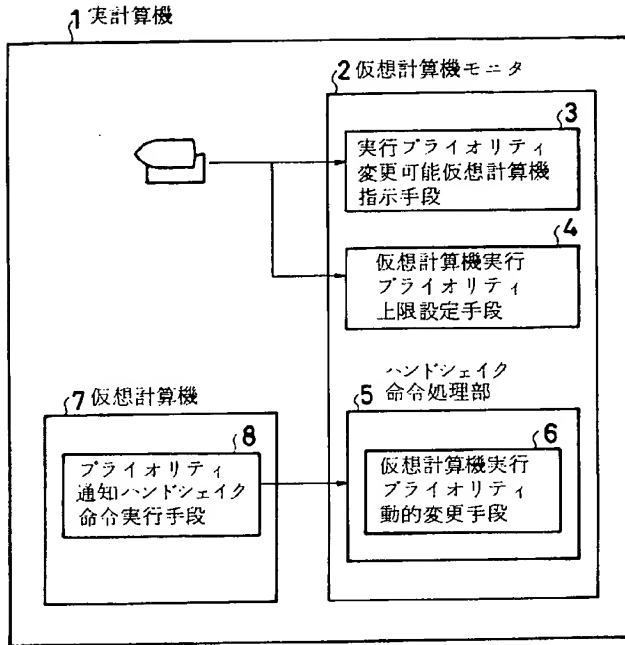 1 実計算機
2 仮想計算機モニタ
3
実行プライオリティ
変更可能仮想計算機
指示手段
4
仮想計算機実行
プライオリティ
上限設定手段
ハンドシェイク
5 命令処理部
6
仮想計算機実行
プライオリティ
動的変更手段
7 仮想計算機
8
プライオリティ
通知ハンドシェイク
命令実行手段